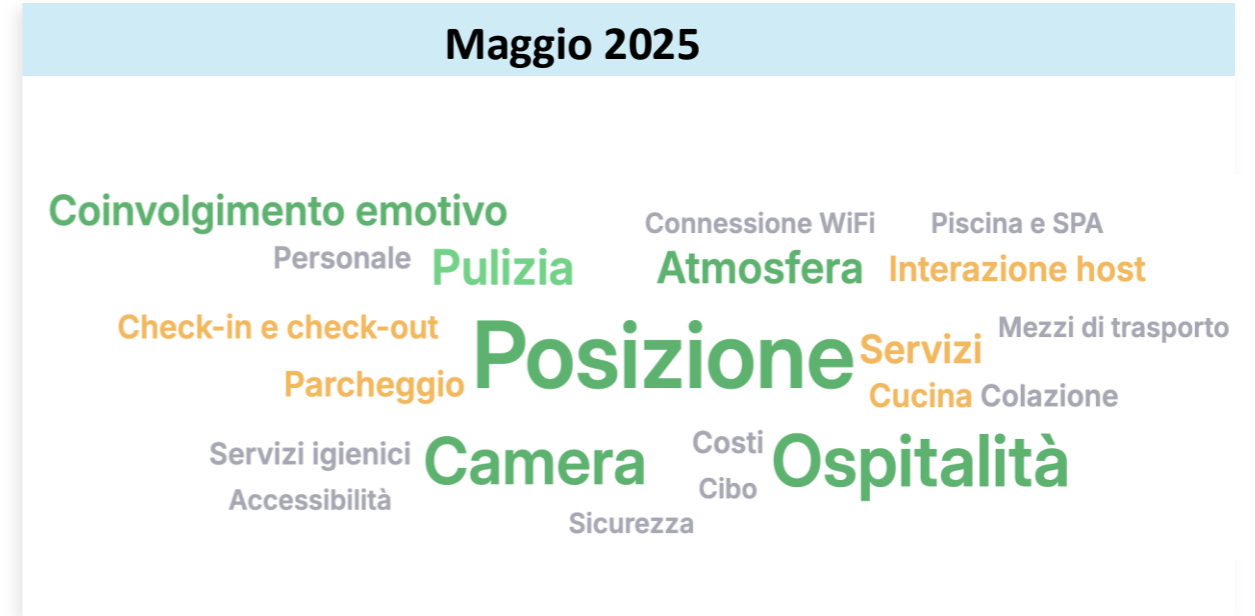 Maggio 2025
Coinvolgimento emotivo
Connessione WiFi
Piscina e SPA
Personale
Pulizia
Atmosfera
Interazione host
Check-in e check-out
Posizione
Servizi
Mezzi di trasporto
Parcheggio
Cucina
Colazione
Servizi igienici
Camera
Costi
Ospitalità
Accessibilità
Cibo
Sicurezza